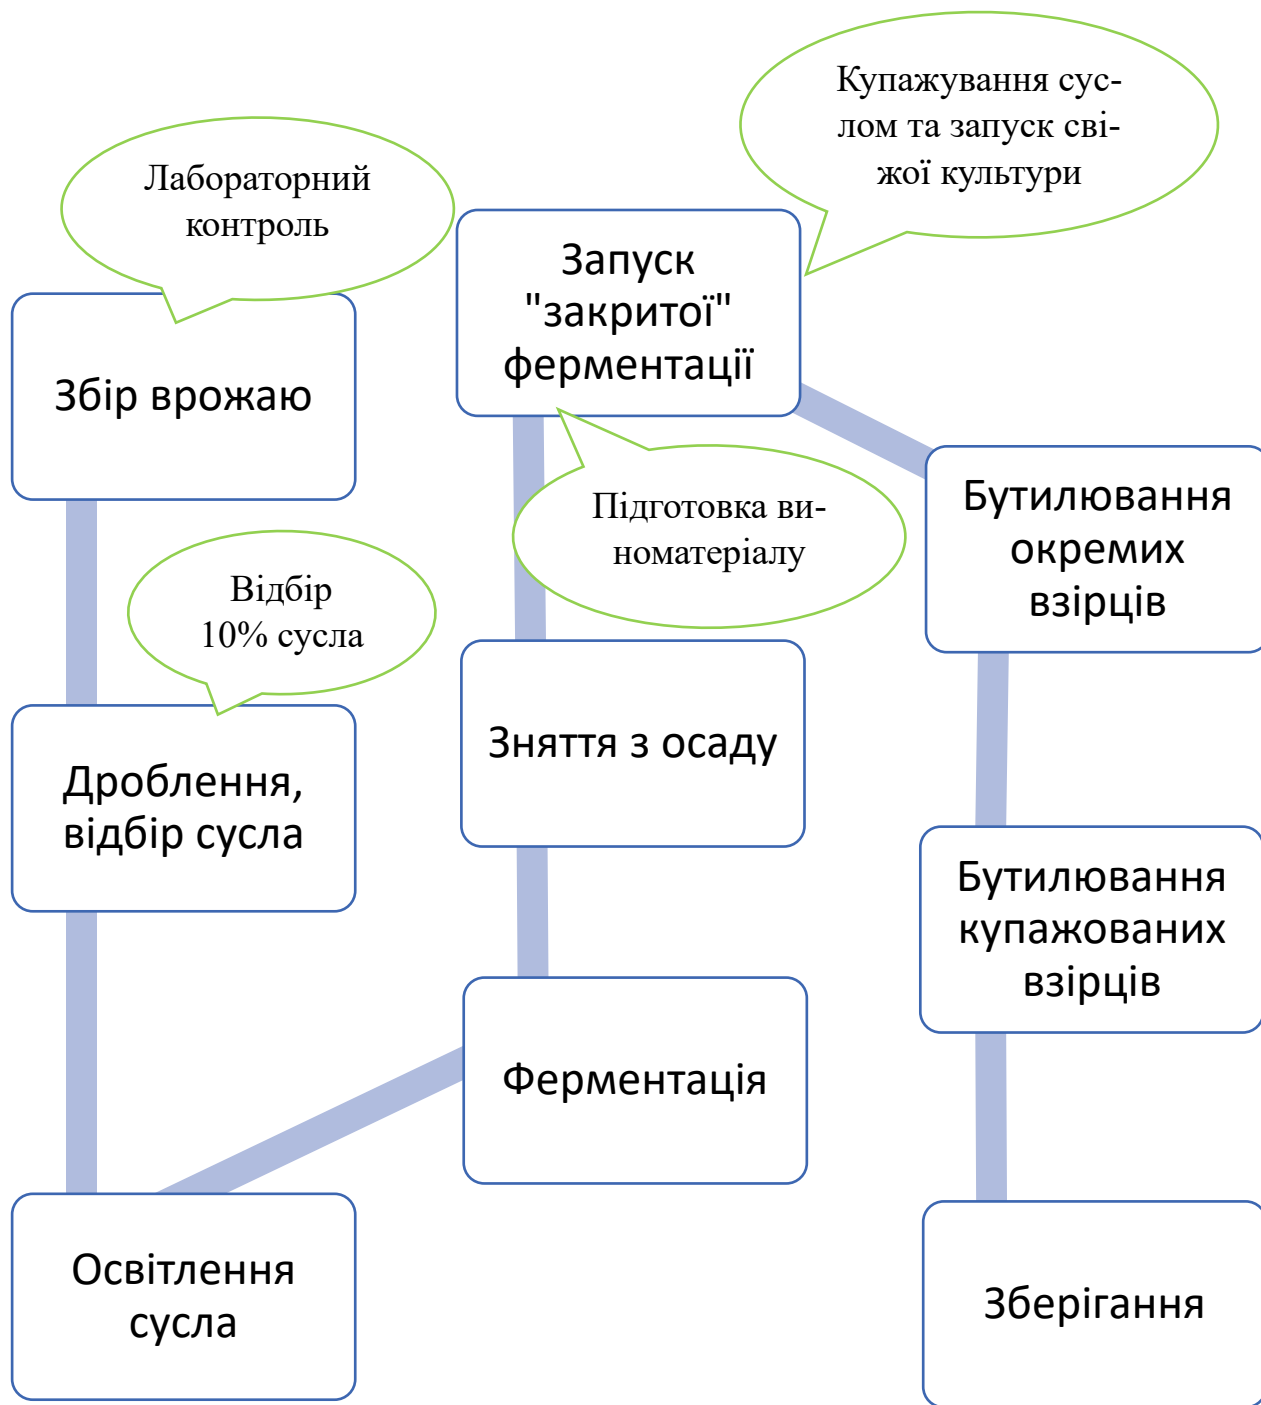 Лабораторний
контроль
Збір врожаю
Відбір
10% сусла
Дроблення,
відбір сусла
Освітлення
сусла
Купажування сус-
лом та запуск сві-
жої культури
Запуск
"закритої"
ферментації
Підготовка ви-
номатеріалу
Зняття з осаду
Ферментація
Бутилювання
окремих
взірців
Бутилювання
купажованих
взірців
Зберігання